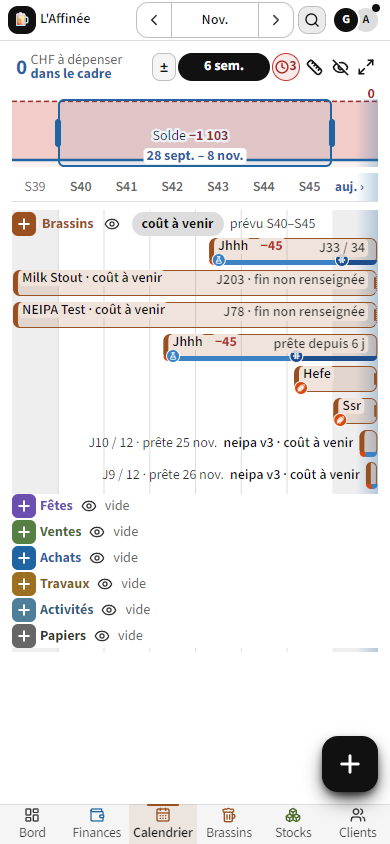 L'Affinée
Nov.
G
A
0 CHF à dépenser
dans le cadre
±
6 sem.
3
0
Solde −1 103
28 sept. – 8 nov.
S39 S40 S41 S42 S43 S44 S45 auj. ›
Brassins coût à venir prévu S40–S45
Jhhh −45 J33 / 34
Milk Stout · coût à venir J203 · fin non renseignée
NEIPA Test · coût à venir J78 · fin non renseignée
Jhhh −45 prête depuis 6 j
Hefe
Ssr
J10 / 12 · prête 25 nov. neipa v3 · coût à venir
J9 / 12 · prête 26 nov. neipa v3 · coût à venir
Fêtes vide
Ventes vide
Achats vide
Travaux vide
Activités vide
Papiers vide
Bord Finances Calendrier Brassins Stocks Clients